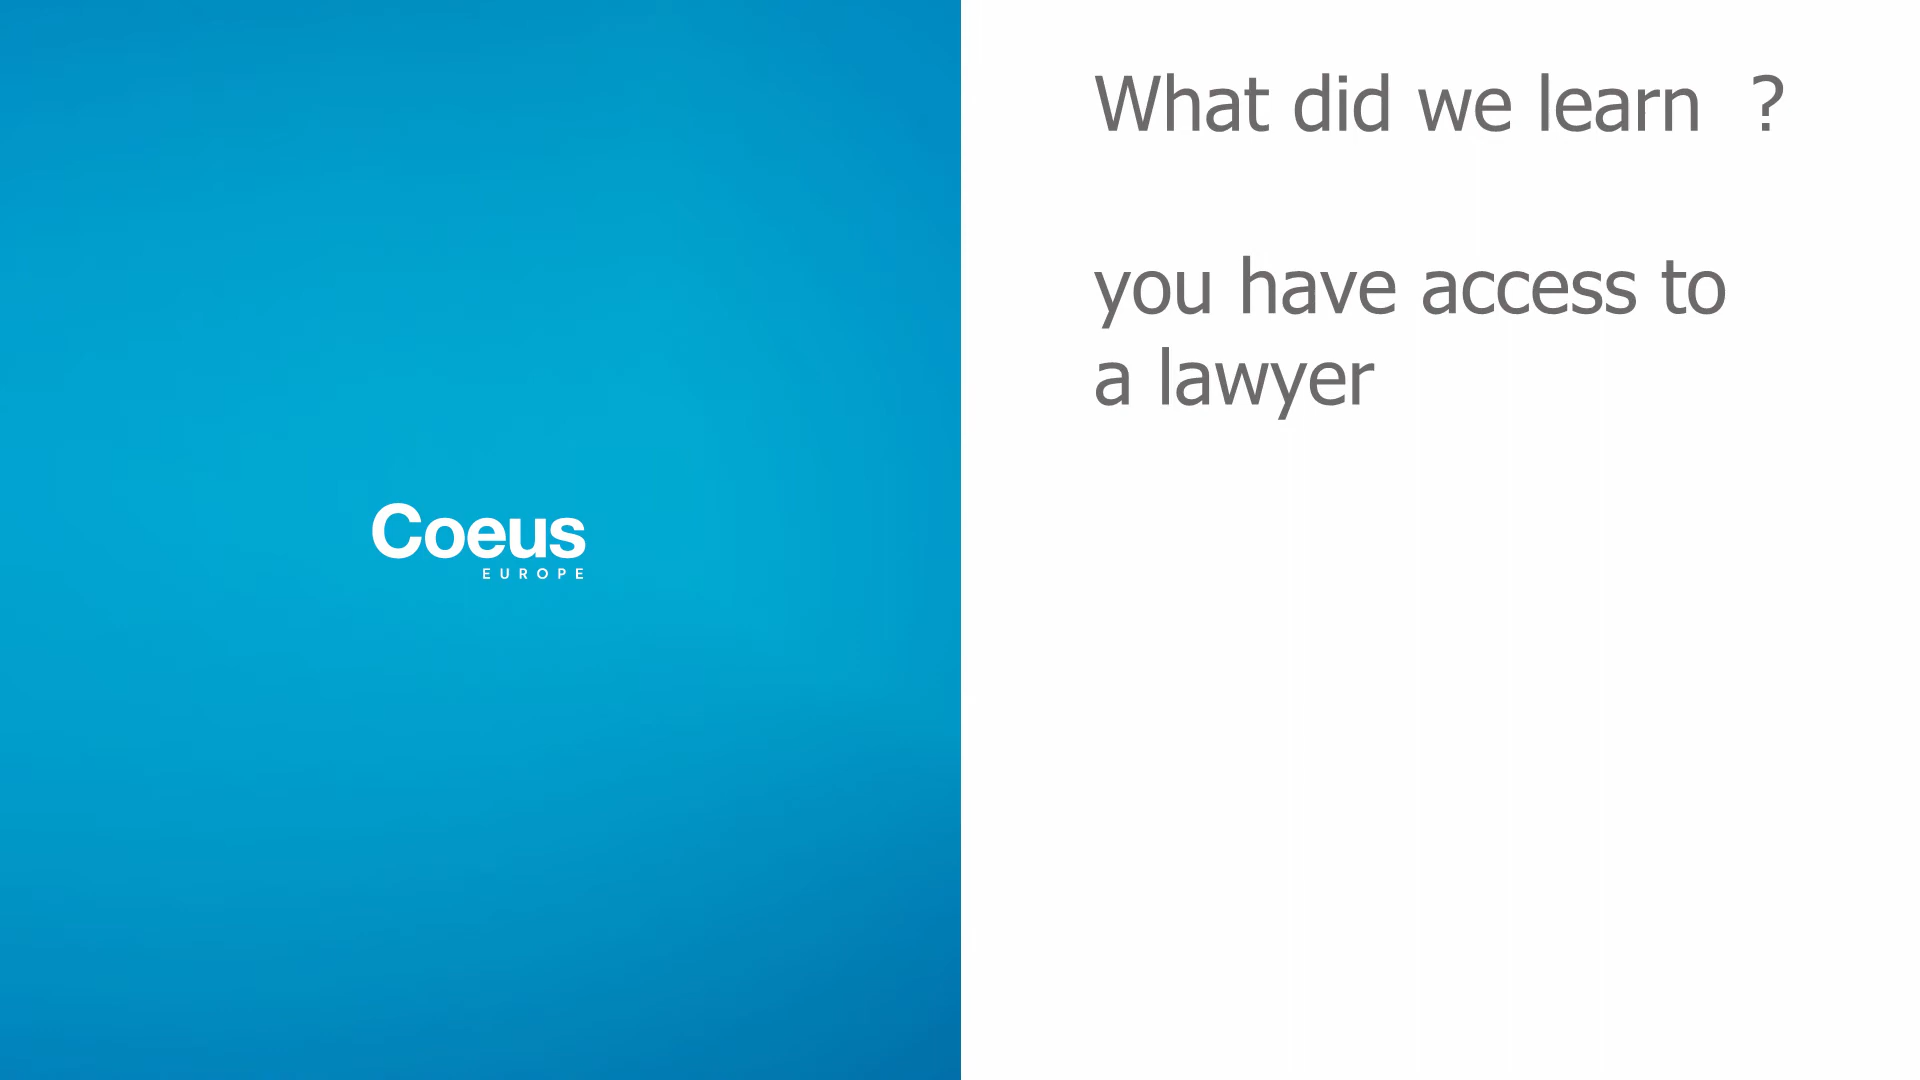 What did we learn  ?
you have access to
a lawyer
Coeus
EUROPE